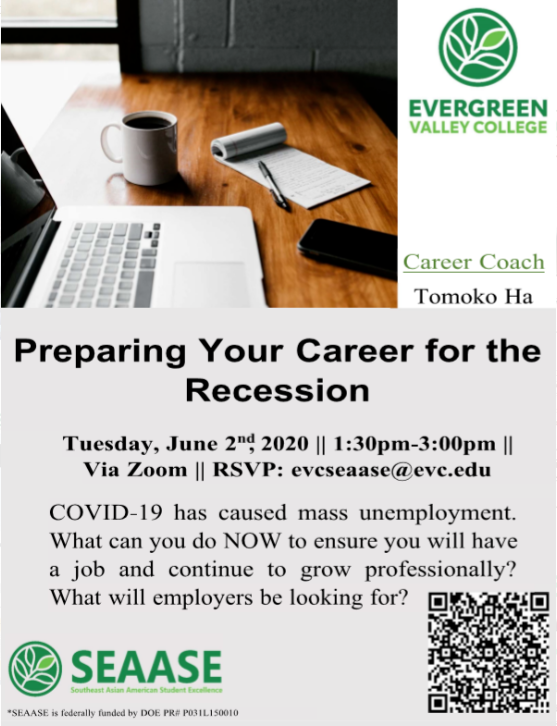 EVERGREEN
VALLEY COLLEGE
Career Coach
Tomoko Ha
Preparing Your Career for the
Recession
Tuesday, June 2nd, 2020 || 1:30pm-3:00pm ||
Via Zoom || RSVP: evcseaase@evc.edu
COVID-19 has caused mass unemployment.
What can you do NOW to ensure you will have
a job and continue to grow professionally?
What will employers be looking for?
SEAASE
Southeast Asian American Student Excellence
*SEAASE is federally funded by DOE PR# P031L150010